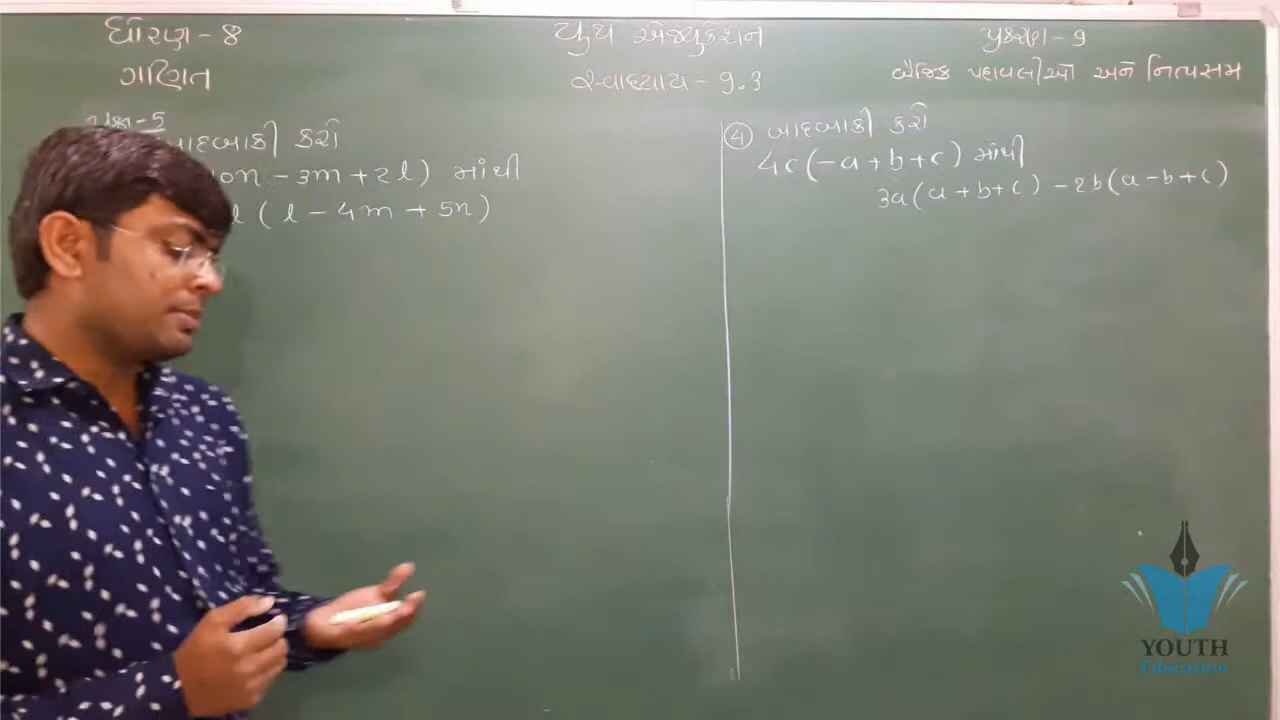 ધોરણ - 8
ગણિત
યુથ એજ્યુકેશન
સ્વાધ્યાય - 9.3
પ્રકરણ - 9
બૈજિક પદાવલીઓ અને નિત્યસમ
પ્રશ્ન - 5
બાદબાકી કરો
10n - 3m + 2l) માંથી
l ( l - 4m + 5n )
④ બાદબાકી કરો
4c ( - a + b + c ) માંથી
3a ( a + b + c ) - 2b ( a - b + c )
YOUTH
Education